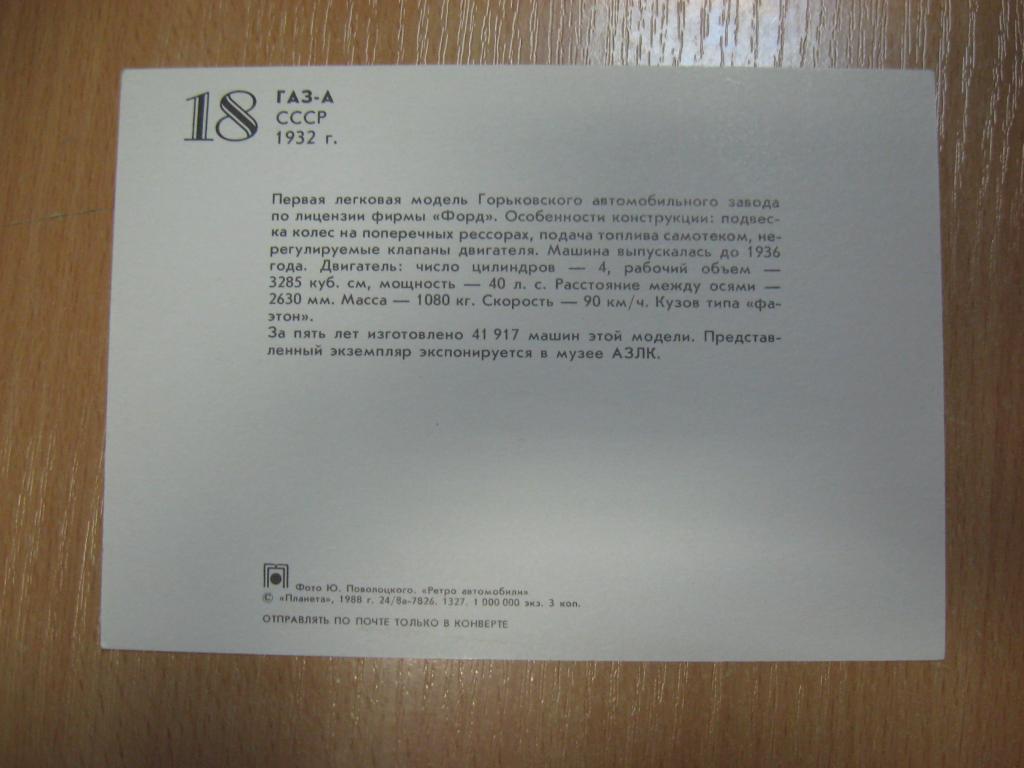 18
ГАЗ-А
СССР
1932 г.
Первая легковая модель Горьковского автомобильного завода
по лицензии фирмы «Форд». Особенности конструкции: подвес-
ка колес на поперечных рессорах, подача топлива самотеком, не-
регулируемые клапаны двигателя. Машина выпускалась до 1936
года. Двигатель: число цилиндров — 4, рабочий объем —
3285 куб. см, мощность — 40 л. с. Расстояние между осями —
2630 мм. Масса — 1080 кг. Скорость — 90 км/ч. Кузов типа «фа-
этон».
За пять лет изготовлено 41 917 машин этой модели. Представ-
ленный экземпляр экспонируется в музее АЗЛК.
Фото Ю. Поволоцкого. «Ретро автомобили»
© «Планета», 1988 г. 24/8а-7826. 1327. 1 000 000 экз. 3 коп.
ОТПРАВЛЯТЬ ПО ПОЧТЕ ТОЛЬКО В КОНВЕРТЕ